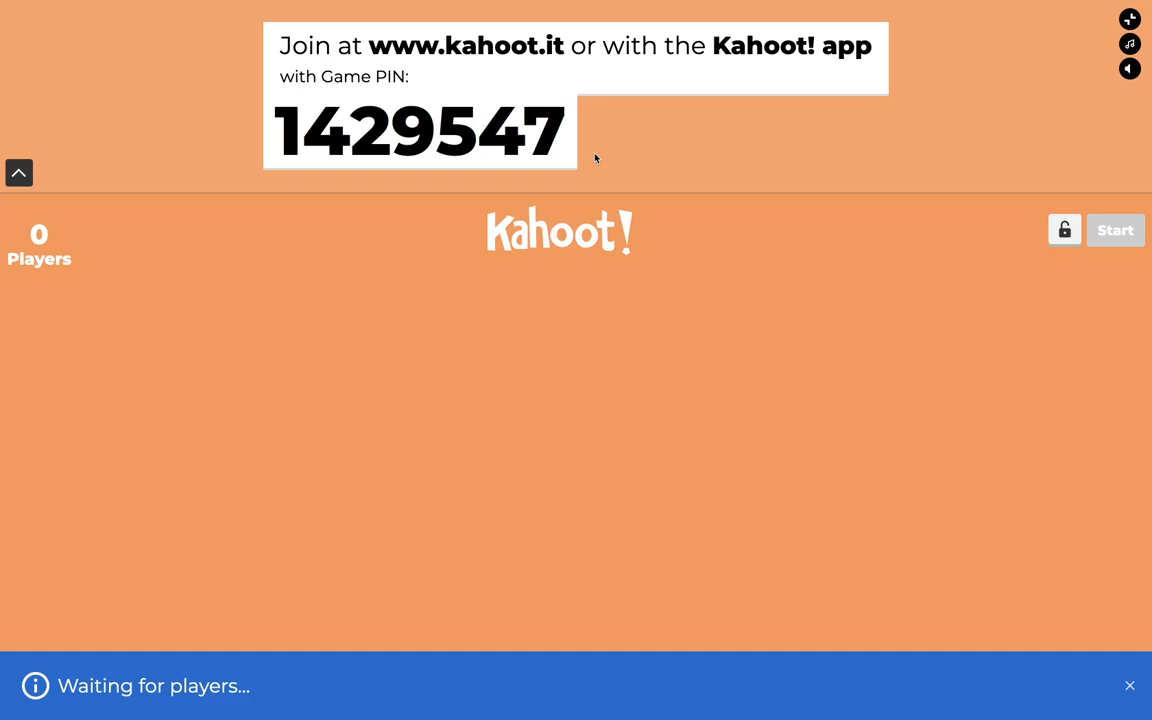 Join at www.kahoot.it or with the Kahoot! app
with Game PIN:
1429547
0
Players
Kahoot!
Start
Waiting for players...